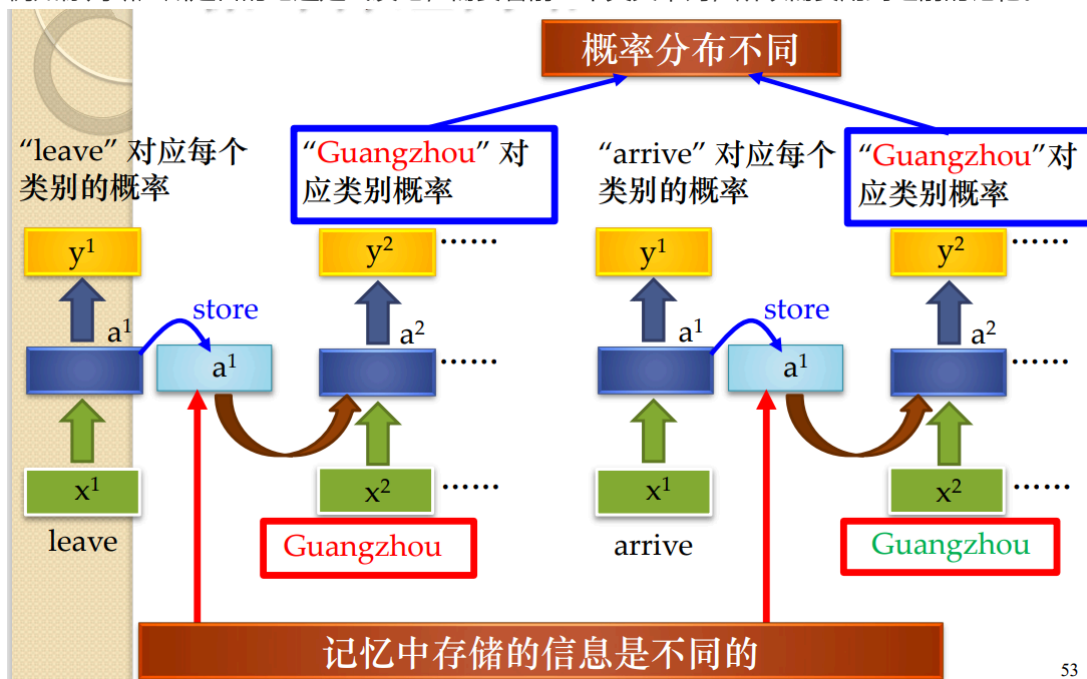 概率分布不同
“leave” 对应每个
类别的概率
“Guangzhou” 对
应类别概率
“arrive” 对应每个
类别的概率
“Guangzhou”对
应类别概率
y¹
y² ······
y¹
y² ······
store
store
a¹
a²
a¹
a²
a¹
······
a¹
······
x¹
x² ······
x¹
x² ······
leave
Guangzhou
arrive
Guangzhou
记忆中存储的信息是不同的
53